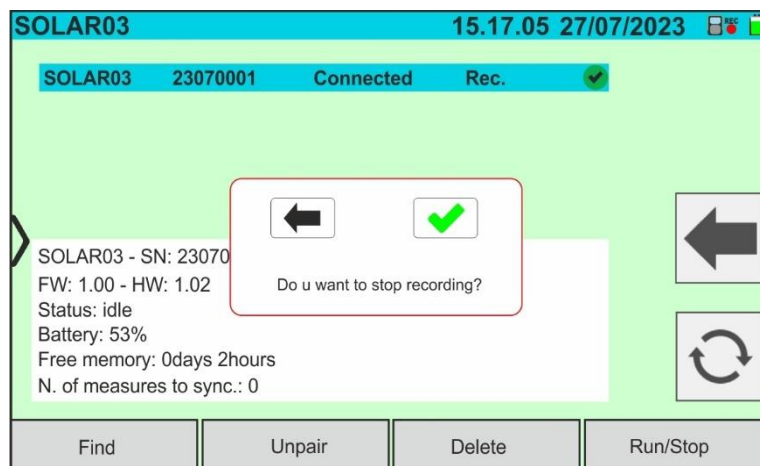 SOLAR03 15.17.05 27/07/2023 REC
SOLAR03 23070001 Connected Rec.
Do u want to stop recording?
SOLAR03 - SN: 23070
FW: 1.00 - HW: 1.02
Status: idle
Battery: 53%
Free memory: 0days 2hours
N. of measures to sync.: 0
Find Unpair Delete Run/Stop